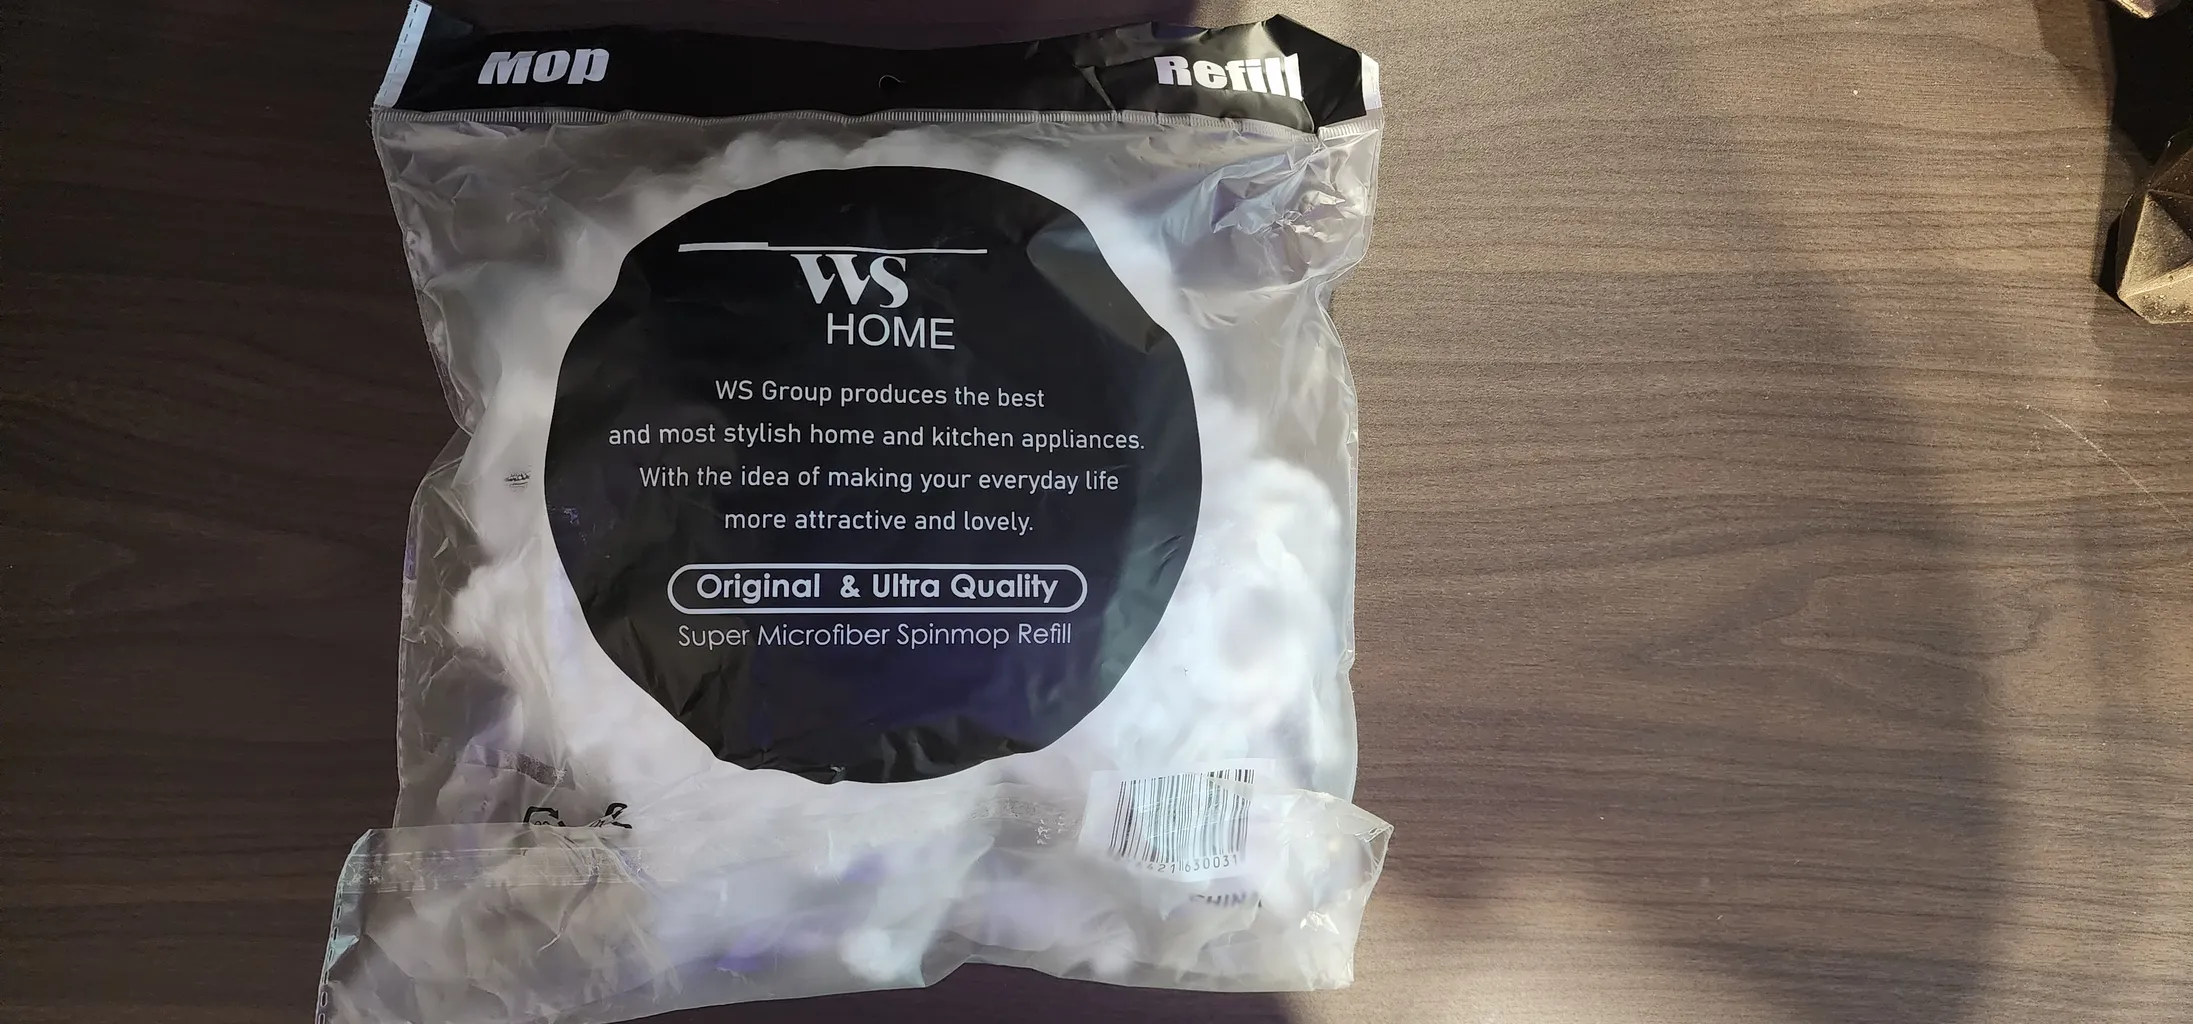 Mop Refill
WS
HOME
WS Group produces the best
and most stylish home and kitchen appliances.
With the idea of making your everyday life
more attractive and lovely.
Original & Ultra Quality
Super Microfiber Spinmop Refill